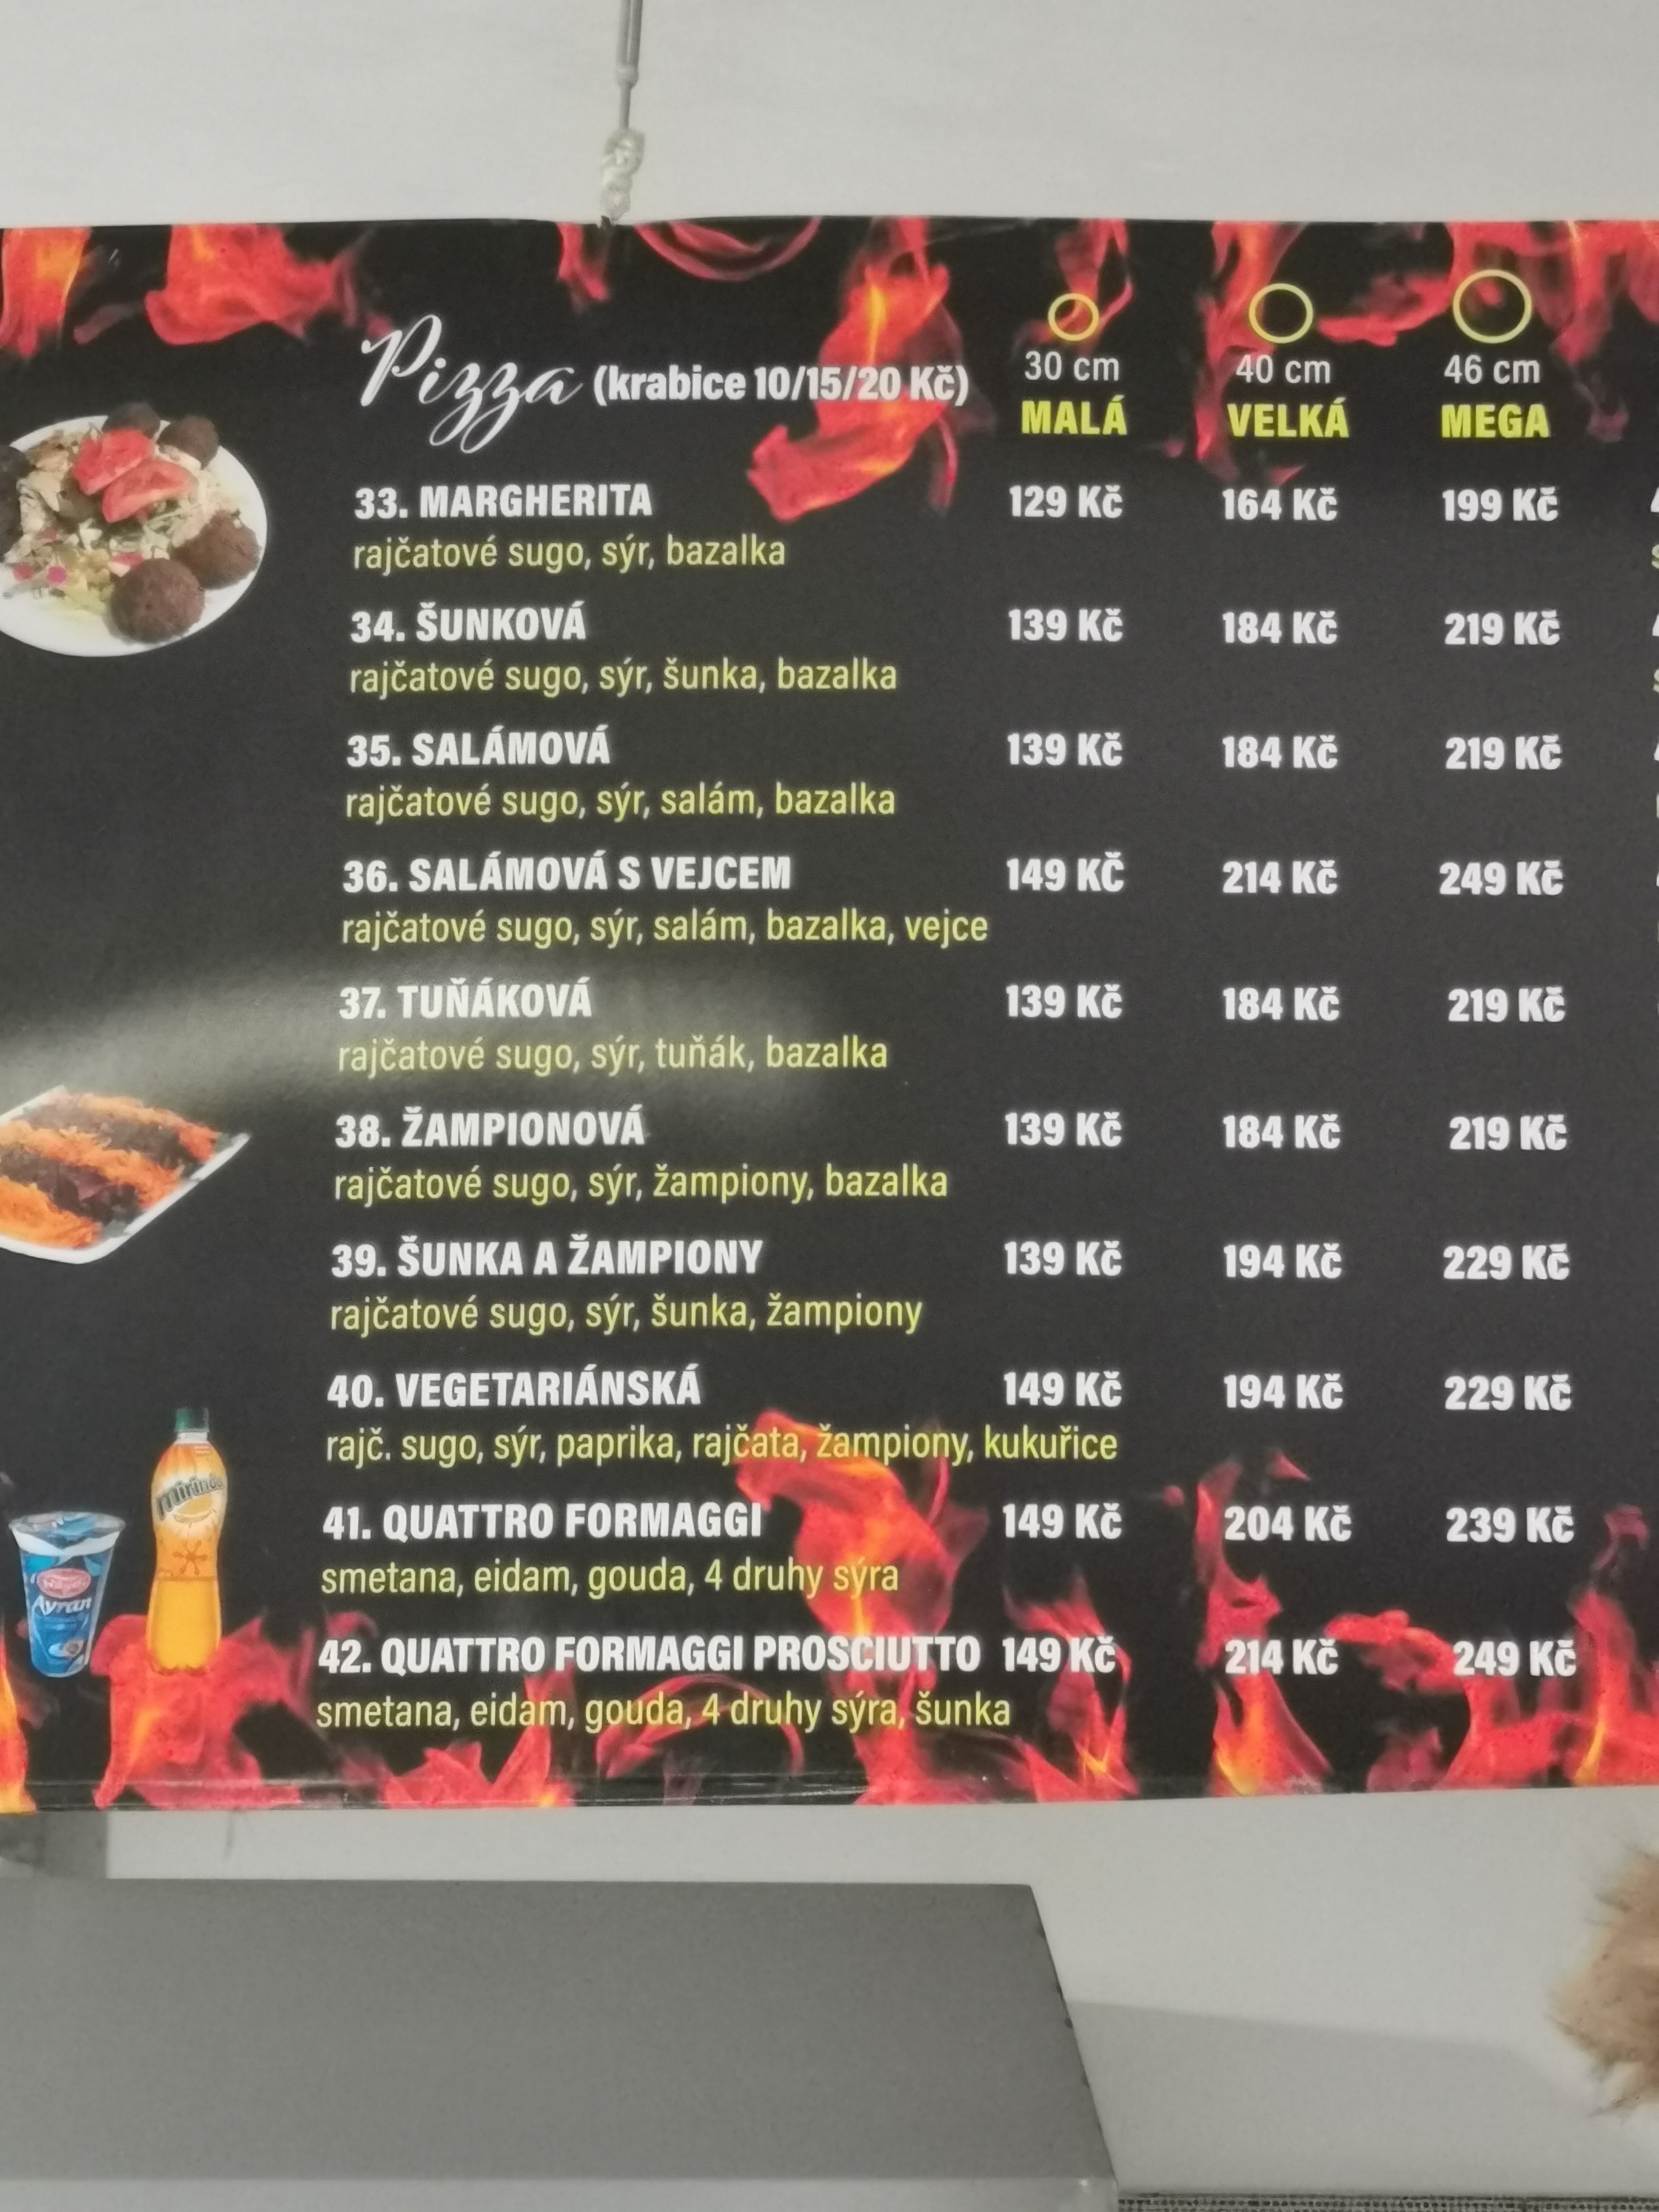 Pizza (krabice 10/15/20 Kč)
30 cm 40 cm 46 cm
MALÁ VELKÁ MEGA
33. MARGHERITA 129 Kč 164 Kč 199 Kč
rajčatové sugo, sýr, bazalka
34. ŠUNKOVÁ 139 Kč 184 Kč 219 Kč
rajčatové sugo, sýr, šunka, bazalka
35. SALÁMOVÁ 139 Kč 184 Kč 219 Kč
rajčatové sugo, sýr, salám, bazalka
36. SALÁMOVÁ S VEJCEM 149 KČ 214 Kč 249 Kč
rajčatové sugo, sýr, salám, bazalka, vejce
37. TUŇÁKOVÁ 139 Kč 184 Kč 219 Kč
rajčatové sugo, sýr, tuňák, bazalka
38. ŽAMPIONOVÁ 139 Kč 184 Kč 219 Kč
rajčatové sugo, sýr, žampiony, bazalka
39. ŠUNKA A ŽAMPIONY 139 Kč 194 Kč 229 Kč
rajčatové sugo, sýr, šunka, žampiony
40. VEGETARIÁNSKÁ 149 Kč 194 Kč 229 Kč
rajč. sugo, sýr, paprika, rajčata, žampiony, kukuřice
41. QUATTRO FORMAGGI 149 Kč 204 Kč 239 Kč
smetana, eidam, gouda, 4 druhy sýra
42. QUATTRO FORMAGGI PROSCIUTTO 149 Kč 214 Kč 249 Kč
smetana, eidam, gouda, 4 druhy sýra, šunka
mirinda
Ayran